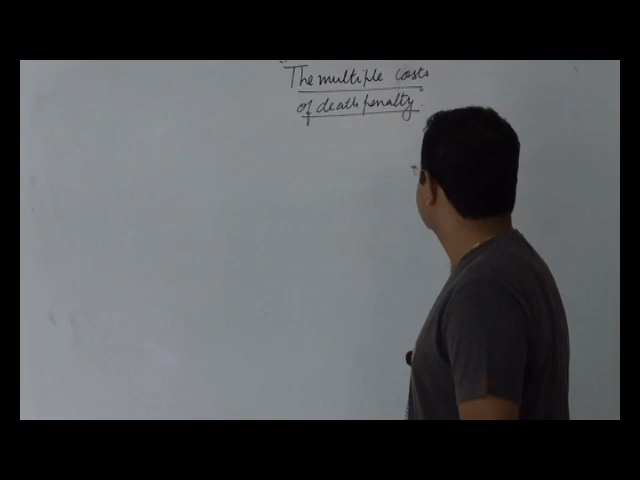 The multiple costs
of death penalty.